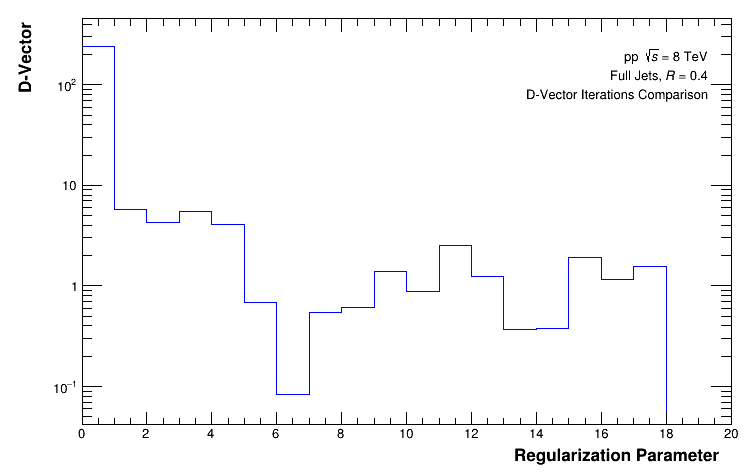 D-Vector
pp √s = 8 TeV
Full Jets, R = 0.4
D-Vector Iterations Comparison
10²
10
1
10⁻¹
0 2 4 6 8 10 12 14 16 18 20
Regularization Parameter